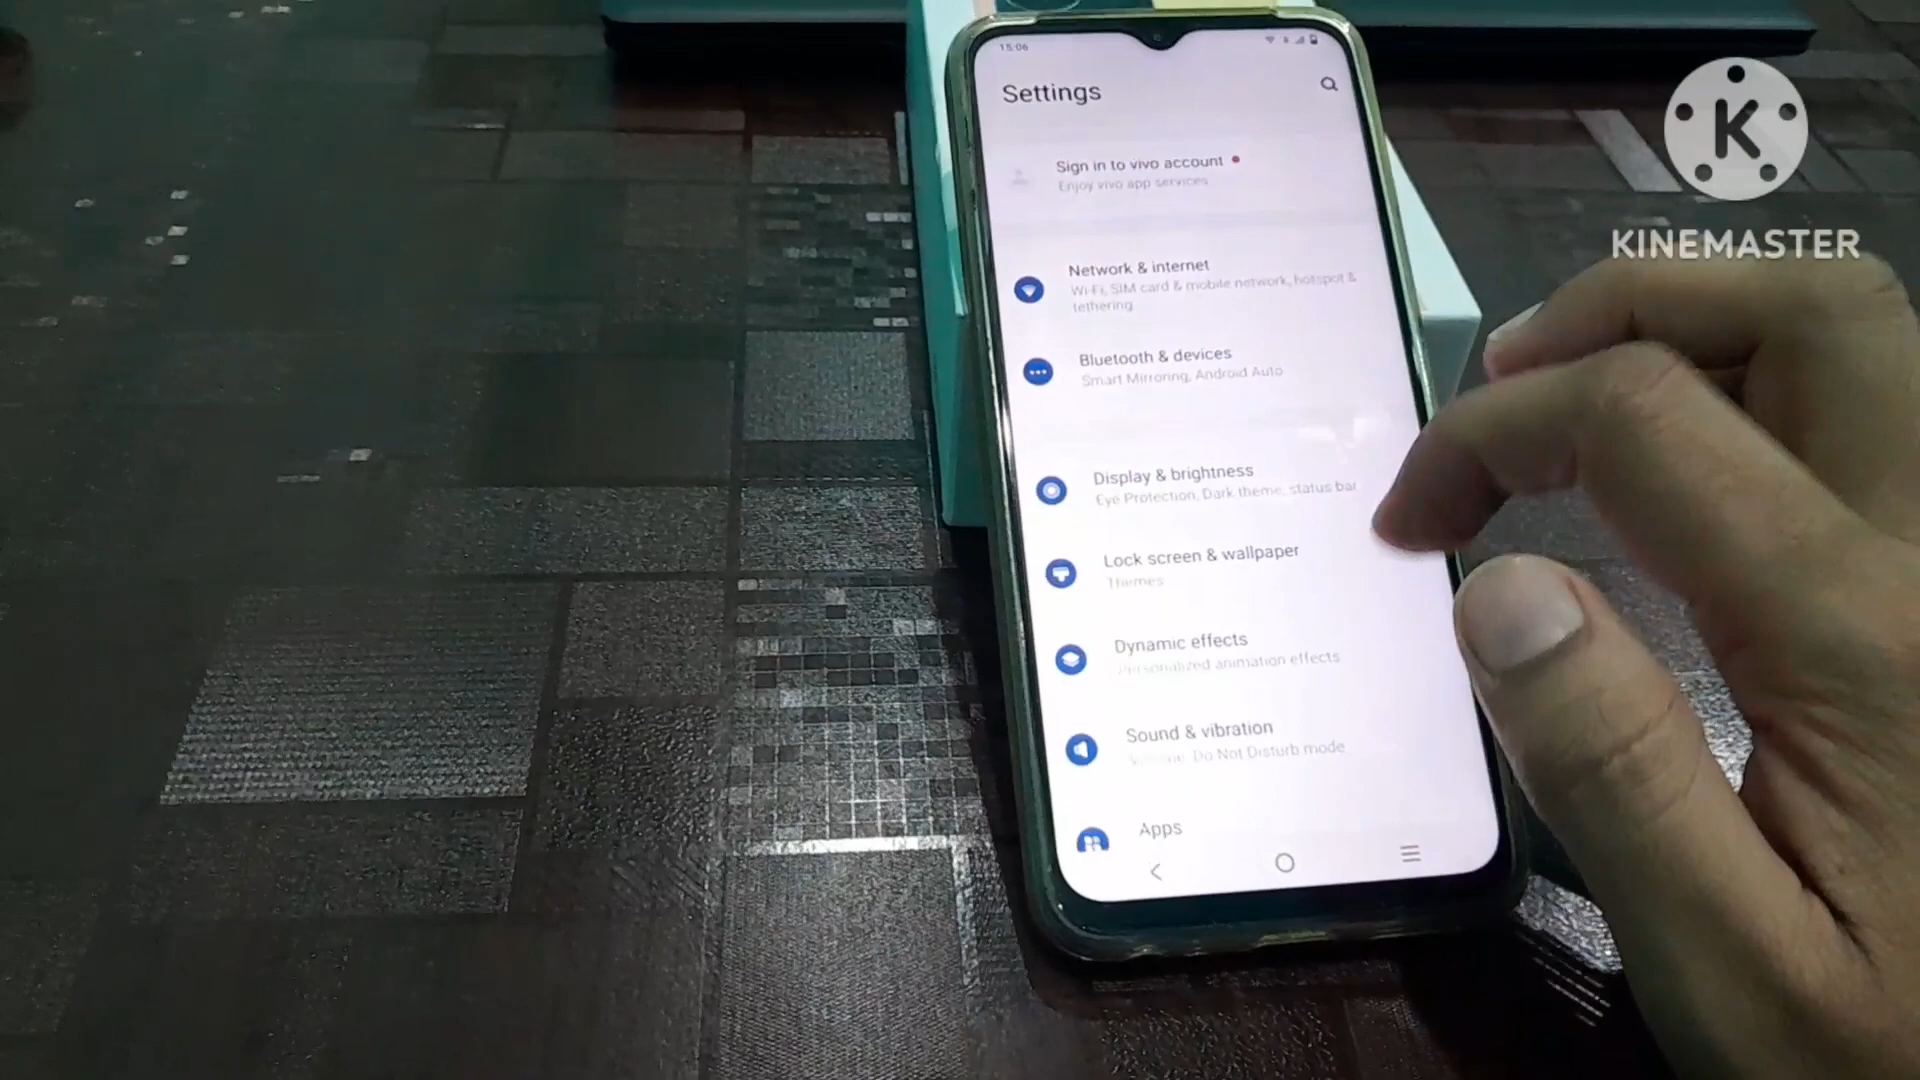 15:06
Settings
Sign in to vivo account
Enjoy vivo app services
Network & internet
Wi-Fi, SIM card & mobile network, hotspot &
tethering
Bluetooth & devices
Smart Mirroring, Android Auto
Display & brightness
Eye Protection, Dark theme, status bar
Lock screen & wallpaper
Themes
Dynamic effects
Personalized animation effects
Sound & vibration
Do Not Disturb mode
Apps
K
KINEMASTER